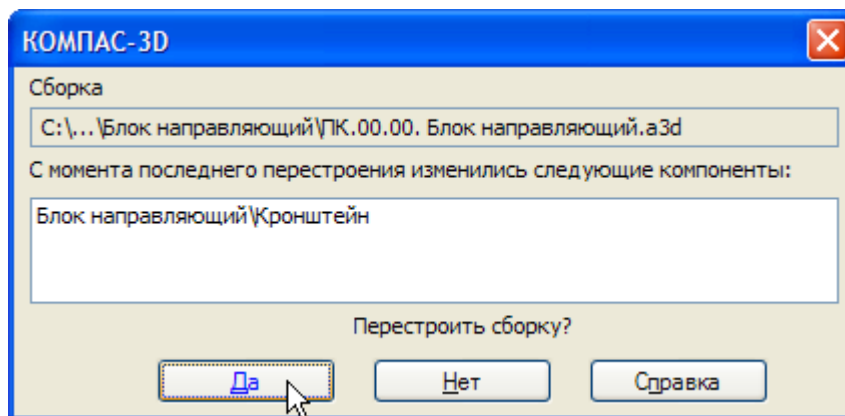 КОМПАС-3D
Сборка
C:\...\Блок направляющий\ПК.00.00. Блок направляющий.a3d
С момента последнего перестроения изменились следующие компоненты:
Блок направляющий\Кронштейн
Перестроить сборку?
Да Нет Справка